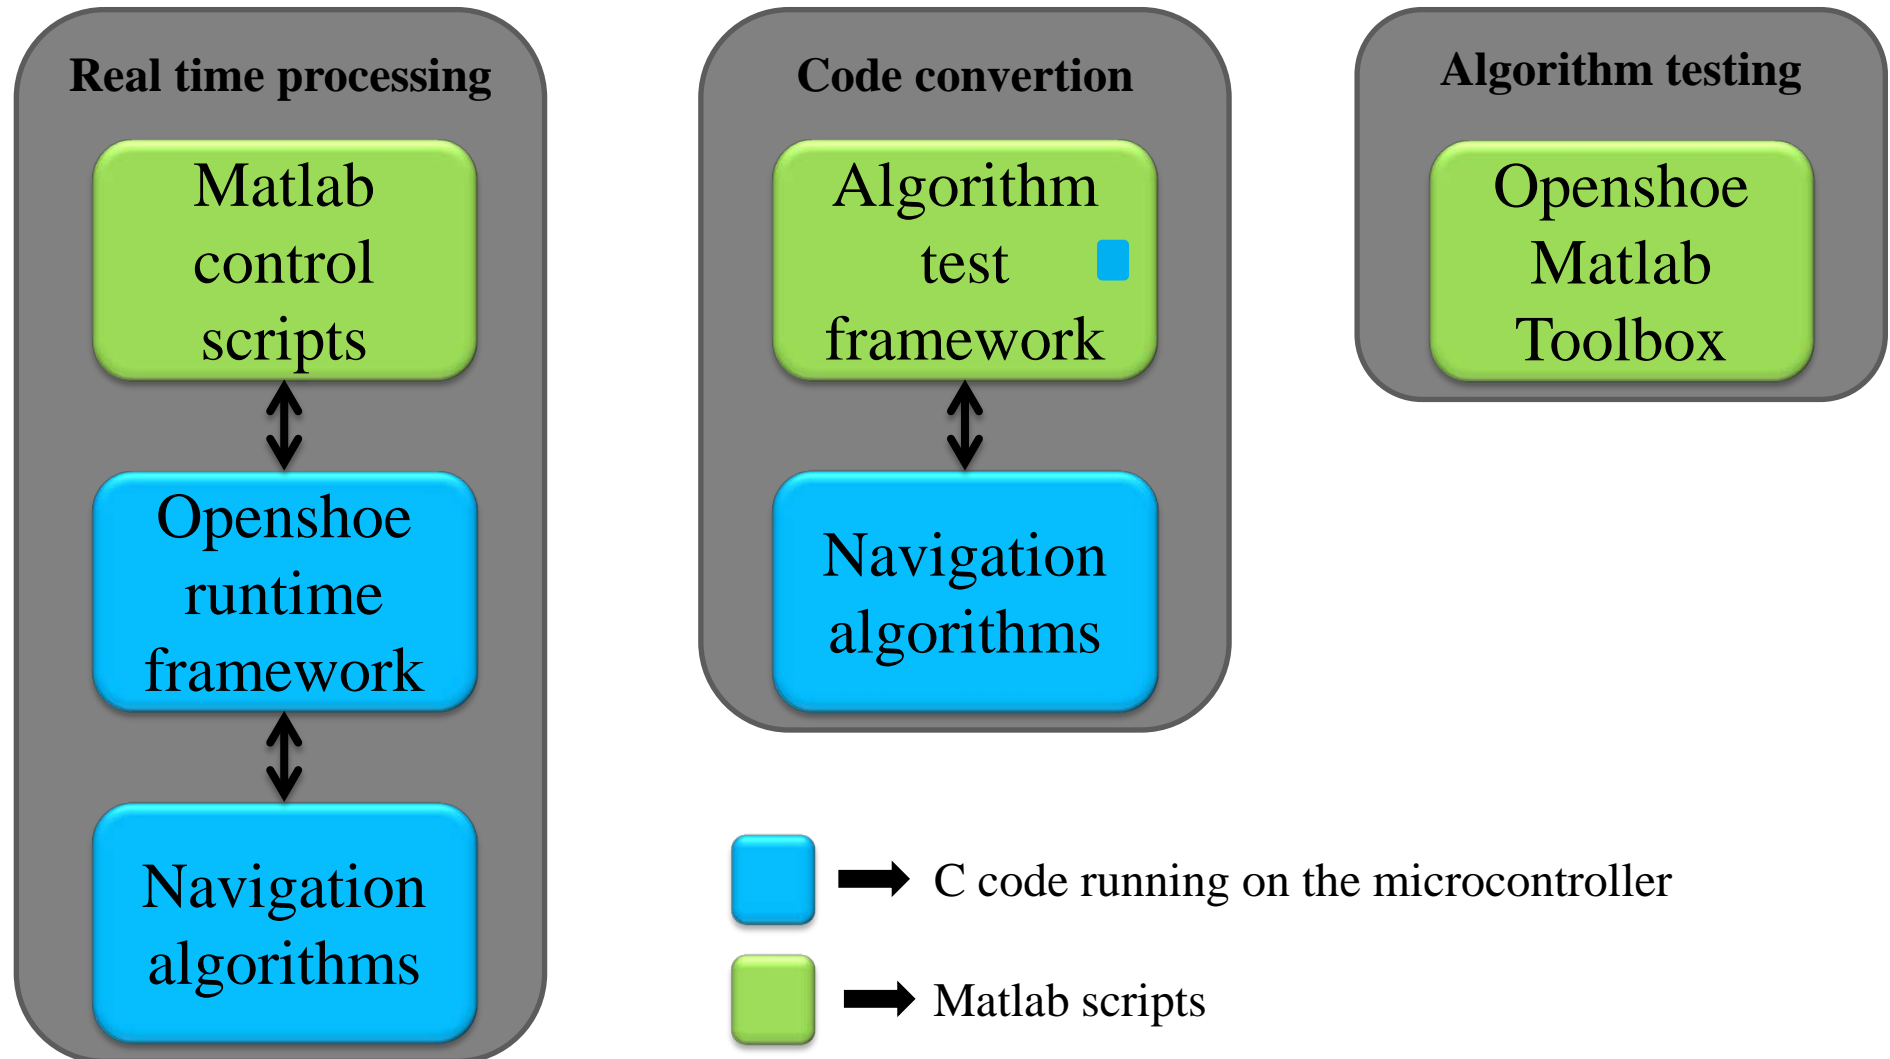 Real time processing
Matlab
control
scripts
Openshoe
runtime
framework
Navigation
algorithms
Code convertion
Algorithm
test
framework
Navigation
algorithms
Algorithm testing
Openshoe
Matlab
Toolbox
C code running on the microcontroller
Matlab scripts